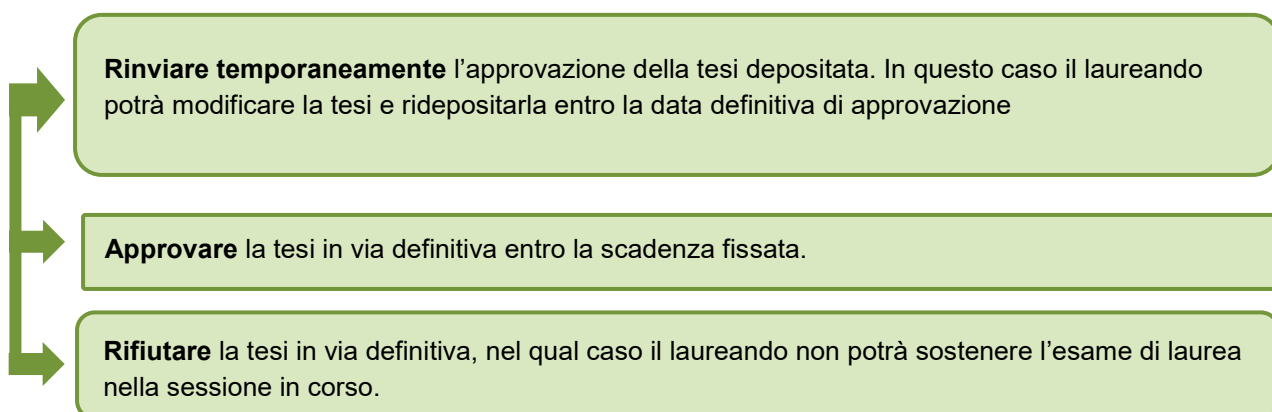 Rinviare temporaneamente l’approvazione della tesi depositata. In questo caso il laureando
potrà modificare la tesi e ridepositarla entro la data definitiva di approvazione
Approvare la tesi in via definitiva entro la scadenza fissata.
Rifiutare la tesi in via definitiva, nel qual caso il laureando non potrà sostenere l’esame di laurea
nella sessione in corso.